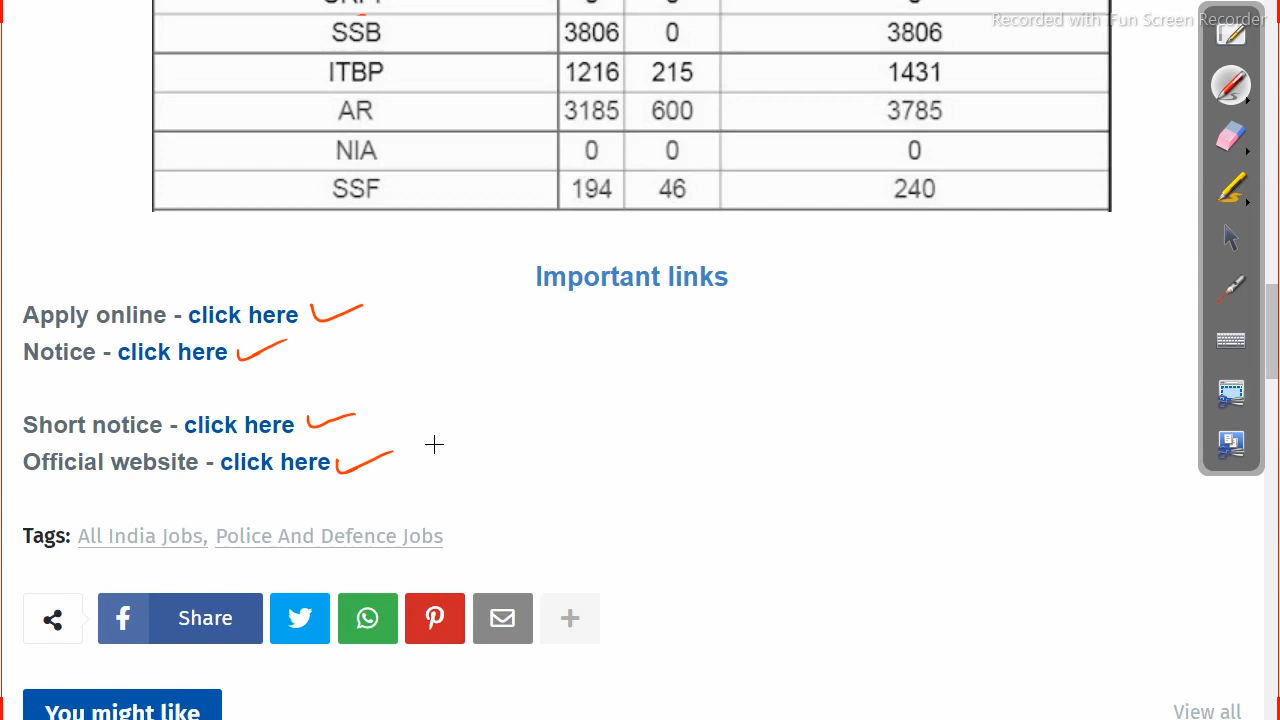 Recorded with Fun Screen Recorder
SSB 3806 0 3806
ITBP 1216 215 1431
AR 3185 600 3785
NIA 0 0 0
SSF 194 46 240
Important links
Apply online - click here
Notice - click here
Short notice - click here
Official website - click here
Tags: All India Jobs, Police And Defence Jobs
Share
You might like
View all